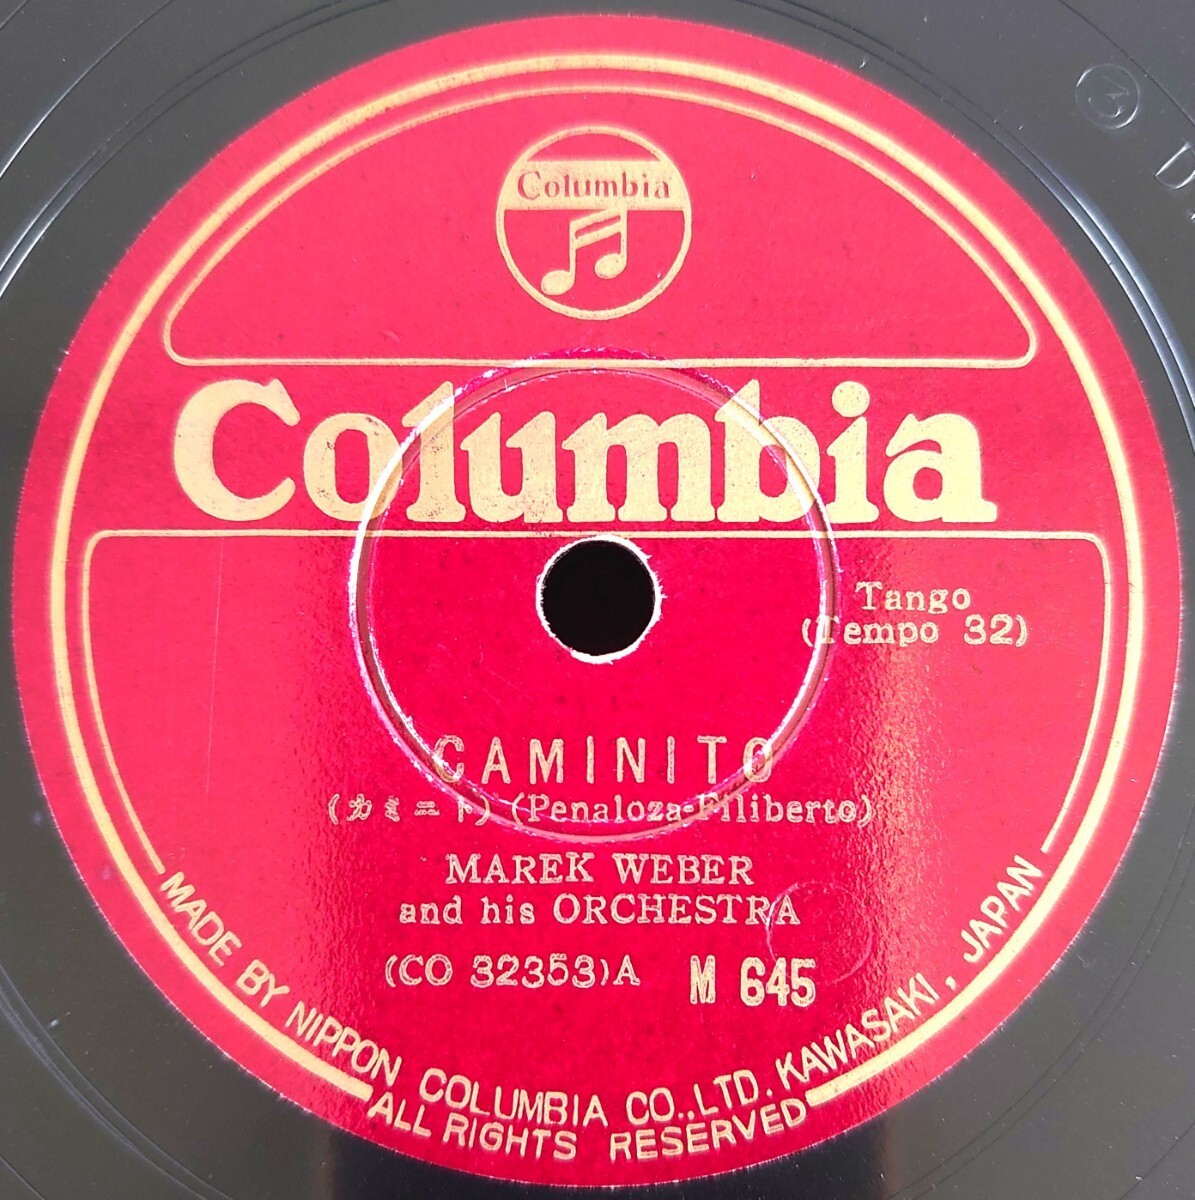 Columbia
Columbia
Tango
(Tempo 32)
CAMINITO
(カミニト) (Penaloza-Filiberto)
MAREK WEBER
and his ORCHESTRA
(CO 32353)A M 645
MADE BY NIPPON COLUMBIA CO.,LTD. KAWASAKI, JAPAN
ALL RIGHTS RESERVED
3